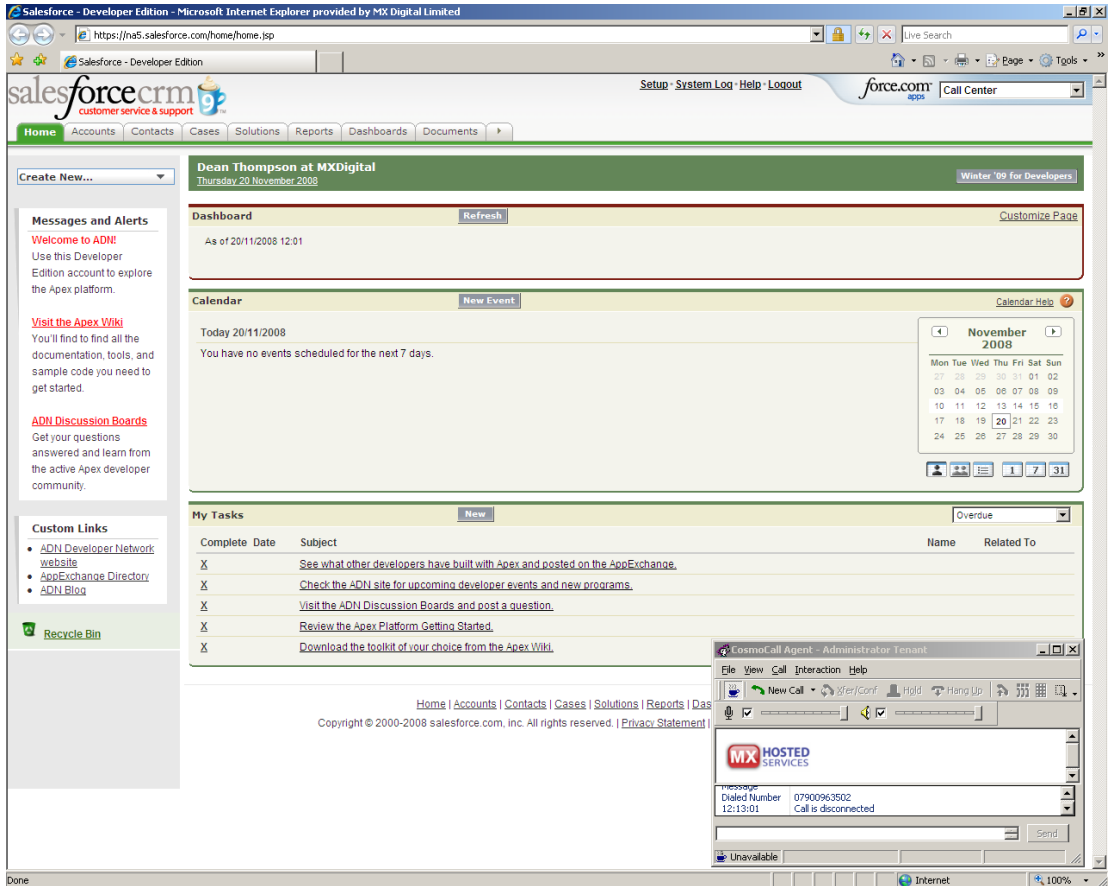 Salesforce - Developer Edition - Microsoft Internet Explorer provided by MX Digital Limited
https://na5.salesforce.com/home/home.jsp
Live Search
Salesforce - Developer Edition
Page
Tools
salesforcecrm
customer service & support
Setup · System Log · Help · Logout
force.com
apps
Call Center
Home Accounts Contacts Cases Solutions Reports Dashboards Documents
Create New...
Dean Thompson at MXDigital
Thursday 20 November 2008
Winter '09 for Developers
Messages and Alerts
Welcome to ADN!
Use this Developer
Edition account to explore
the Apex platform.
Visit the Apex Wiki
You'll find to find all the
documentation, tools, and
sample code you need to
get started.
ADN Discussion Boards
Get your questions
answered and learn from
the active Apex developer
community.
Custom Links
ADN Developer Network
website
AppExchange Directory
ADN Blog
Recycle Bin
Dashboard
Refresh
Customize Page
As of 20/11/2008 12:01
Calendar
New Event
Calendar Help
Today 20/11/2008
You have no events scheduled for the next 7 days.
November
2008
Mon Tue Wed Thu Fri Sat Sun
27 28 29 30 31 01 02
03 04 05 06 07 08 09
10 11 12 13 14 15 16
17 18 19 20 21 22 23
24 25 26 27 28 29 30
1 7 31
My Tasks
New
Overdue
Complete Date Subject Name Related To
X See what other developers have built with Apex and posted on the AppExchange.
X Check the ADN site for upcoming developer events and new programs.
X Visit the ADN Discussion Boards and post a question.
X Review the Apex Platform Getting Started.
X Download the toolkit of your choice from the Apex Wiki.
Home | Accounts | Contacts | Cases | Solutions | Reports | Das
Copyright © 2000-2008 salesforce.com, inc. All rights reserved. | Privacy Statement |
CosmoCall Agent - Administrator Tenant
File View Call Interaction Help
New Call Xfer/Conf Hold Hang Up
MX HOSTED
SERVICES
Message
Dialed Number 07900963502
12:13:01 Call is disconnected
Send
Unavailable
Done
Internet
100%